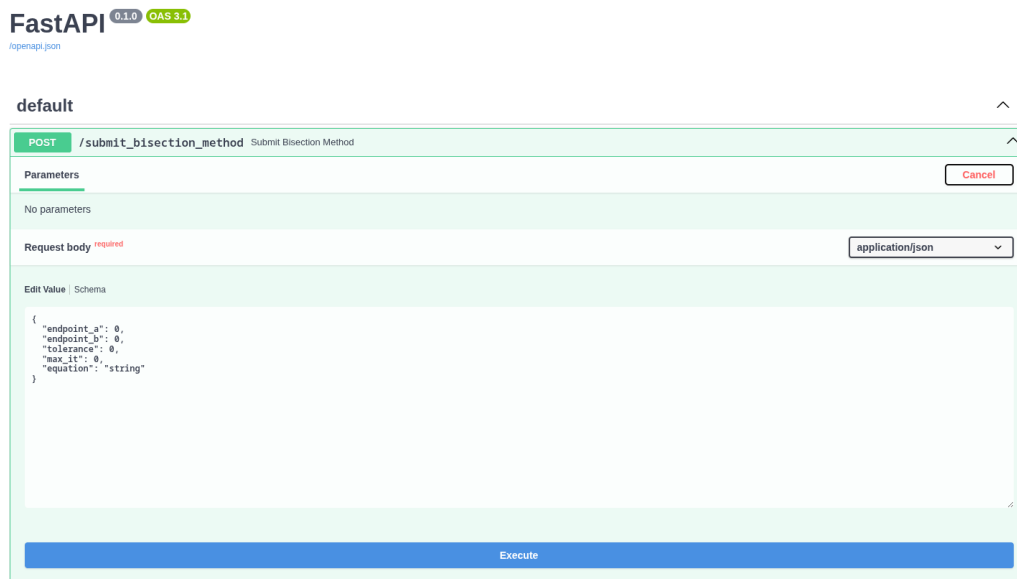 FastAPI 0.1.0 OAS 3.1
/openapi.json
default
POST /submit_bisection_method Submit Bisection Method
Parameters Cancel
No parameters
Request body required application/json
Edit Value Schema
{
  "endpoint_a": 0,
  "endpoint_b": 0,
  "tolerance": 0,
  "max_it": 0,
  "equation": "string"
}
Execute